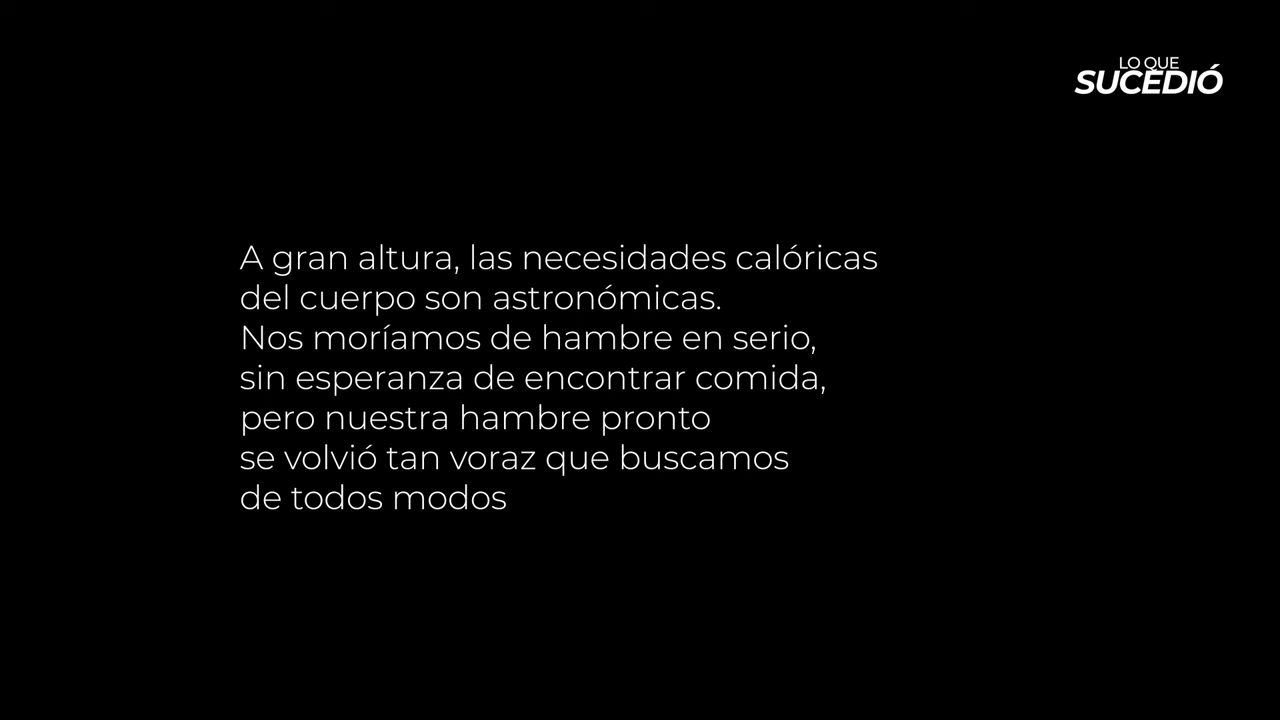 LO QUE
SUCEDIÓ
A gran altura, las necesidades calóricas
del cuerpo son astronómicas.
Nos moríamos de hambre en serio,
sin esperanza de encontrar comida,
pero nuestra hambre pronto
se volvió tan voraz que buscamos
de todos modos